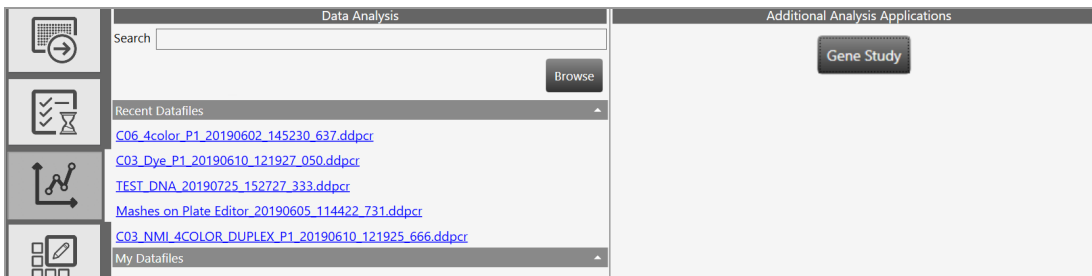 Data Analysis
Search
Browse
Recent Datafiles
C06_4color_P1_20190602_145230_637.ddpcr
C03_Dye_P1_20190610_121927_050.ddpcr
TEST_DNA_20190725_152727_333.ddpcr
Mashes on Plate Editor_20190605_114422_731.ddpcr
C03_NMI_4COLOR_DUPLEX_P1_20190610_121925_666.ddpcr
My Datafiles
Additional Analysis Applications
Gene Study